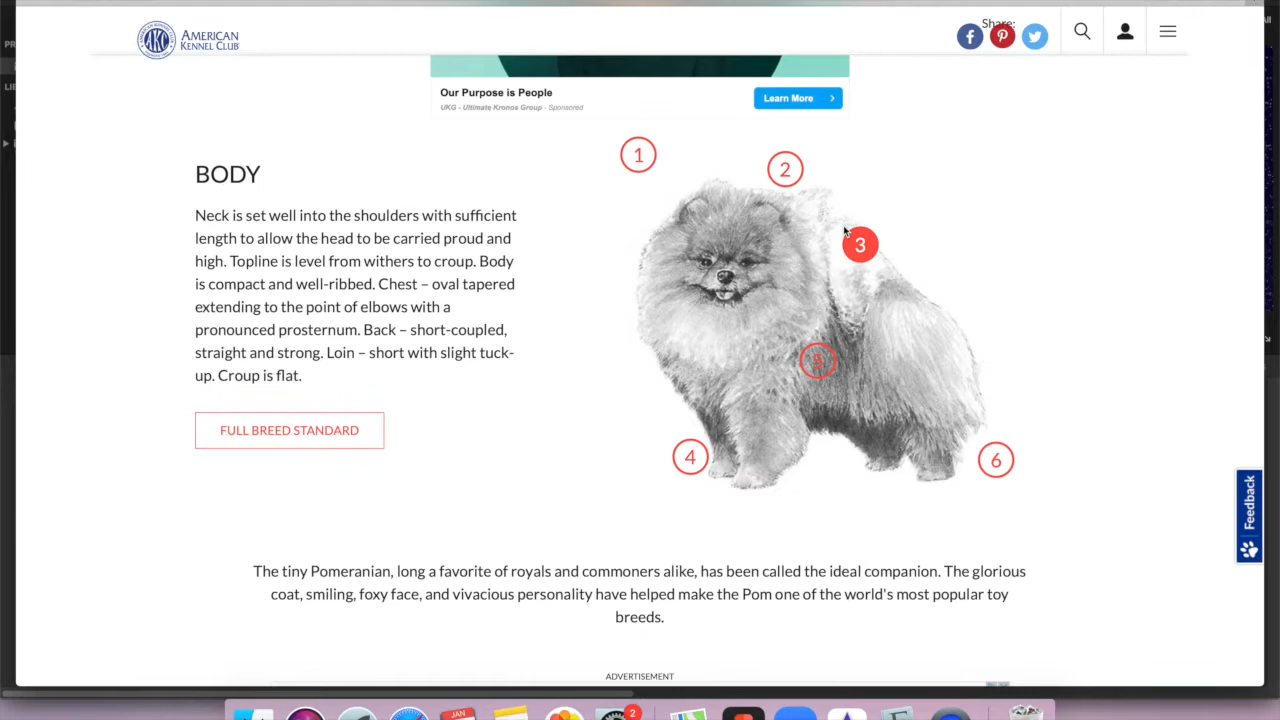 AMERICAN
KENNEL CLUB
AKC
Share:
Our Purpose is People
UKG - Ultimate Kronos Group - Sponsored
Learn More
1
2
BODY
Neck is set well into the shoulders with sufficient
length to allow the head to be carried proud and
high. Topline is level from withers to croup. Body
is compact and well-ribbed. Chest – oval tapered
extending to the point of elbows with a
pronounced prosternum. Back – short-coupled,
straight and strong. Loin – short with slight tuck-
up. Croup is flat.
3
5
FULL BREED STANDARD
4
6
Feedback
The tiny Pomeranian, long a favorite of royals and commoners alike, has been called the ideal companion. The glorious
coat, smiling, foxy face, and vivacious personality have helped make the Pom one of the world's most popular toy
breeds.
ADVERTISEMENT
JAN
2